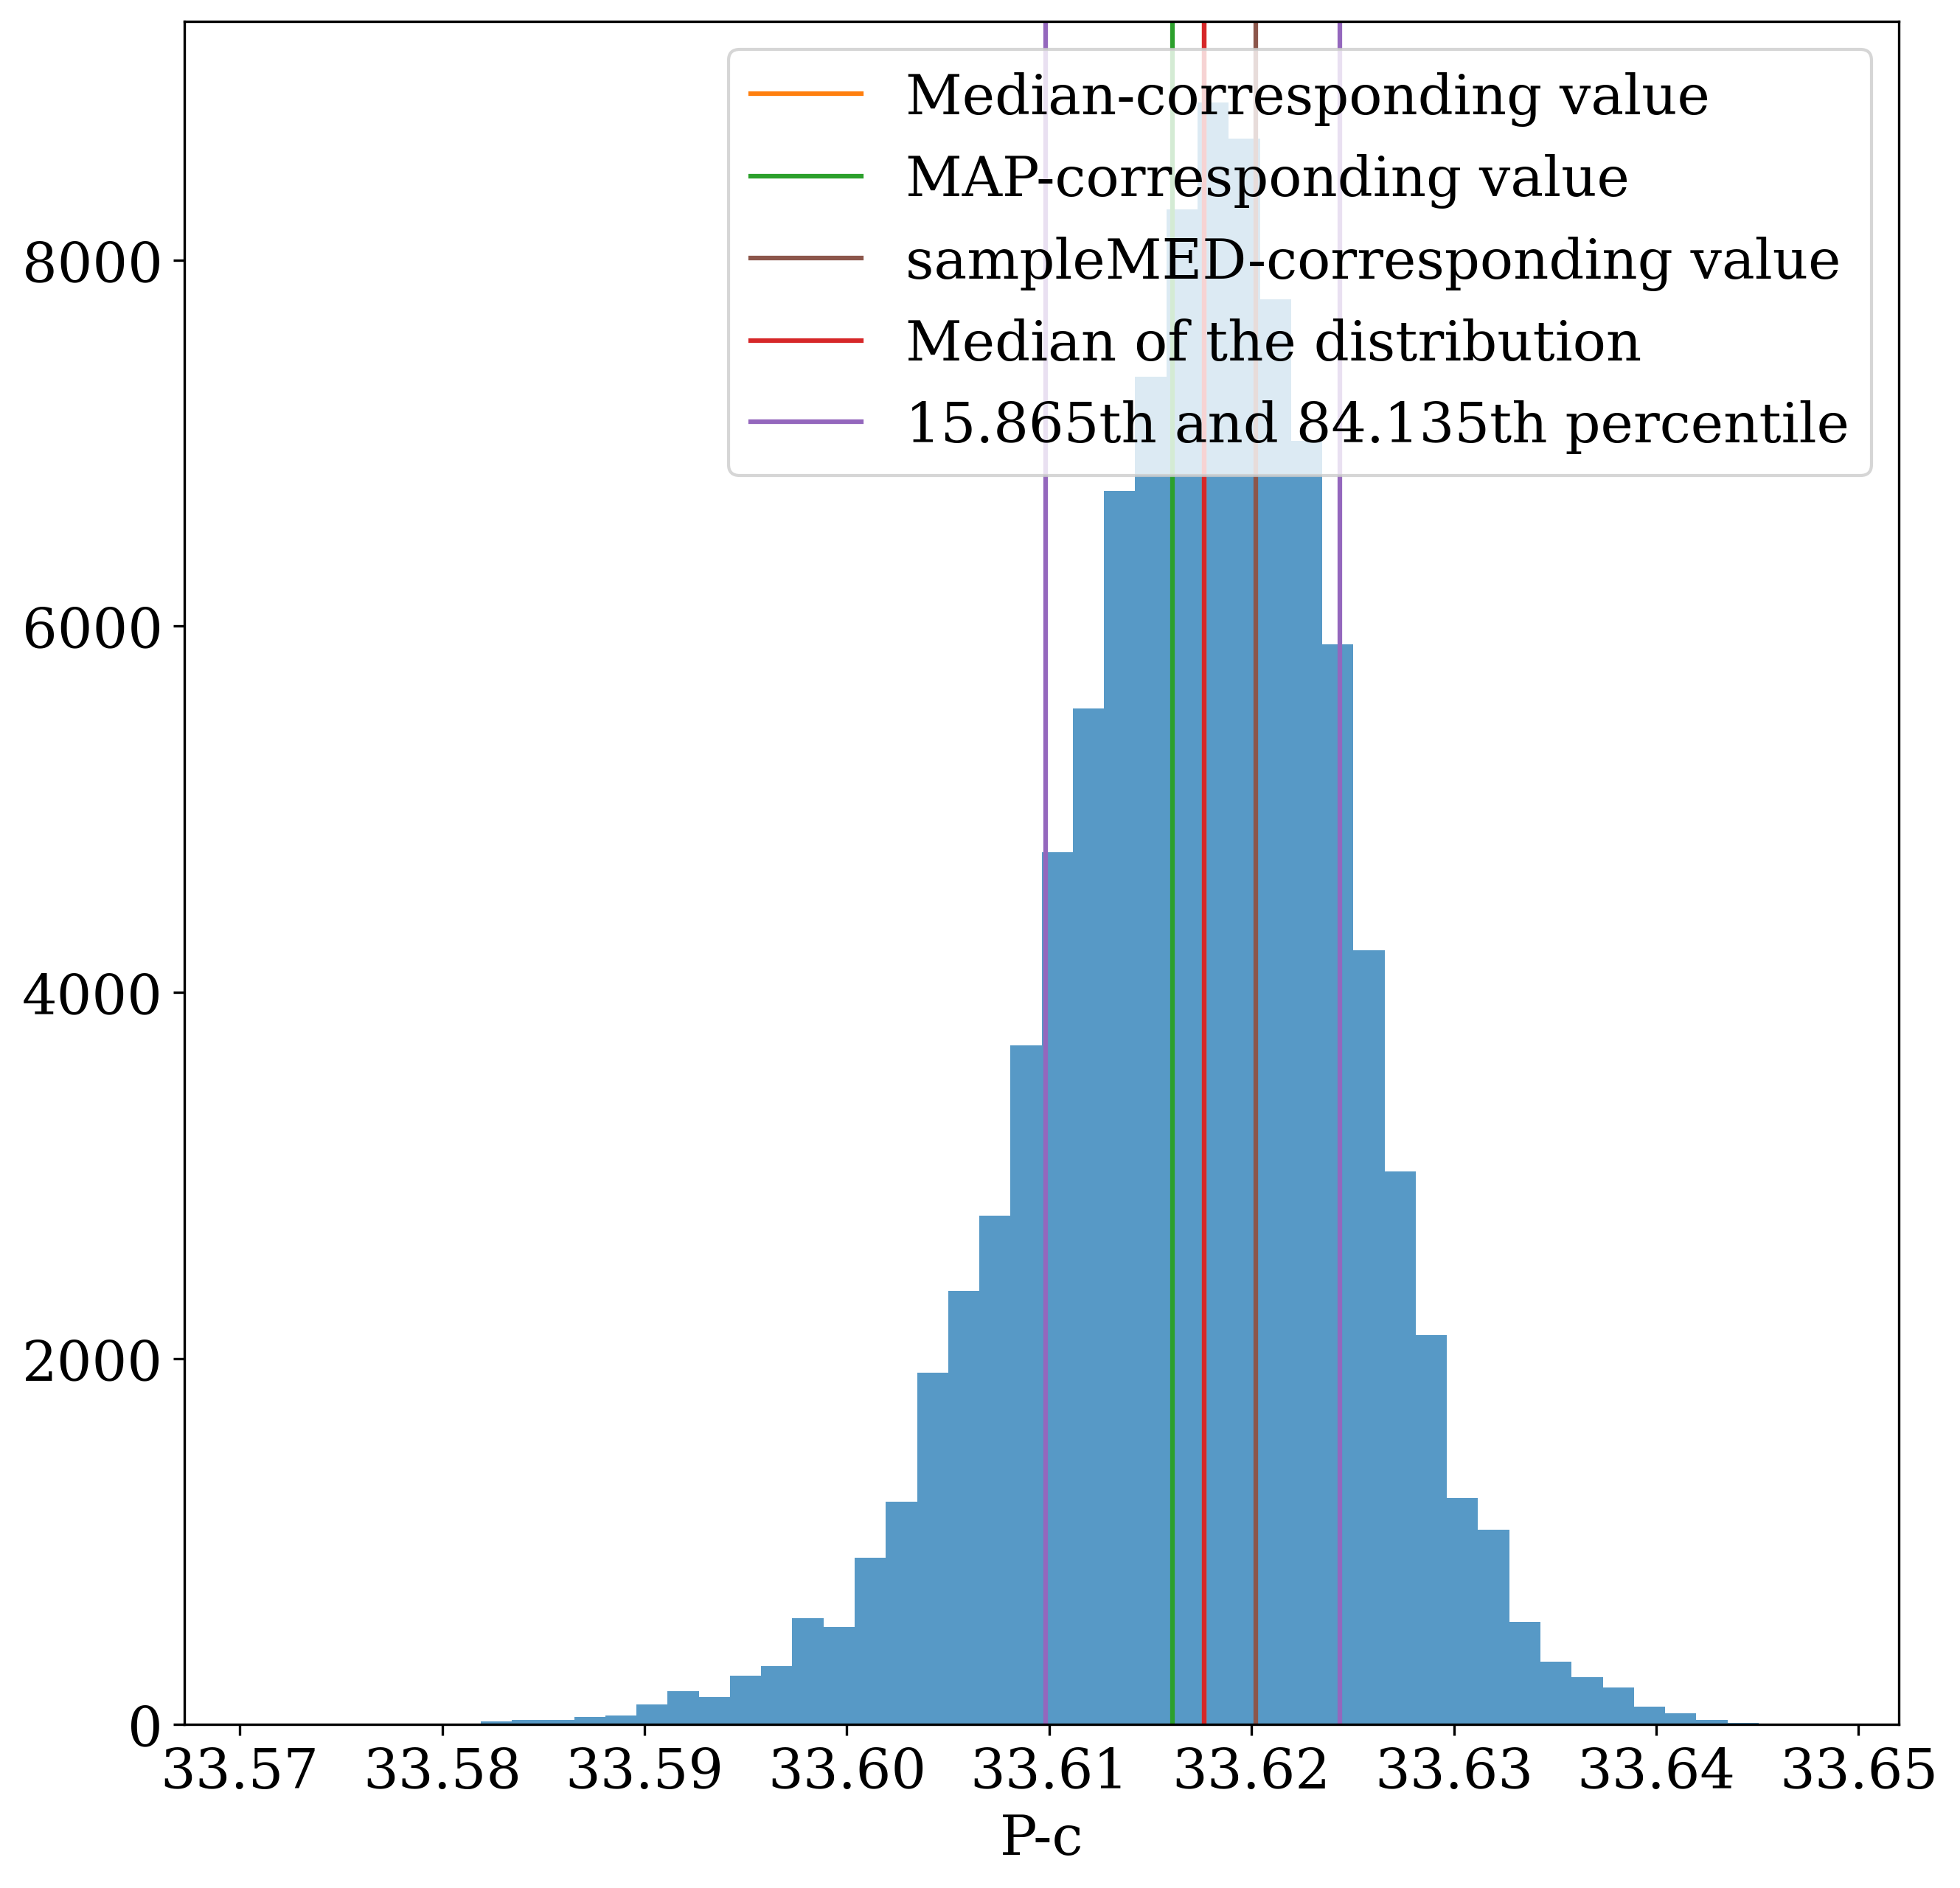 Median-corresponding value
MAP-corresponding value
sampleMED-corresponding value
Median of the distribution
15.865th and 84.135th percentile
8000
6000
4000
2000
0
33.57 33.58 33.59 33.60 33.61 33.62 33.63 33.64 33.65
P-c